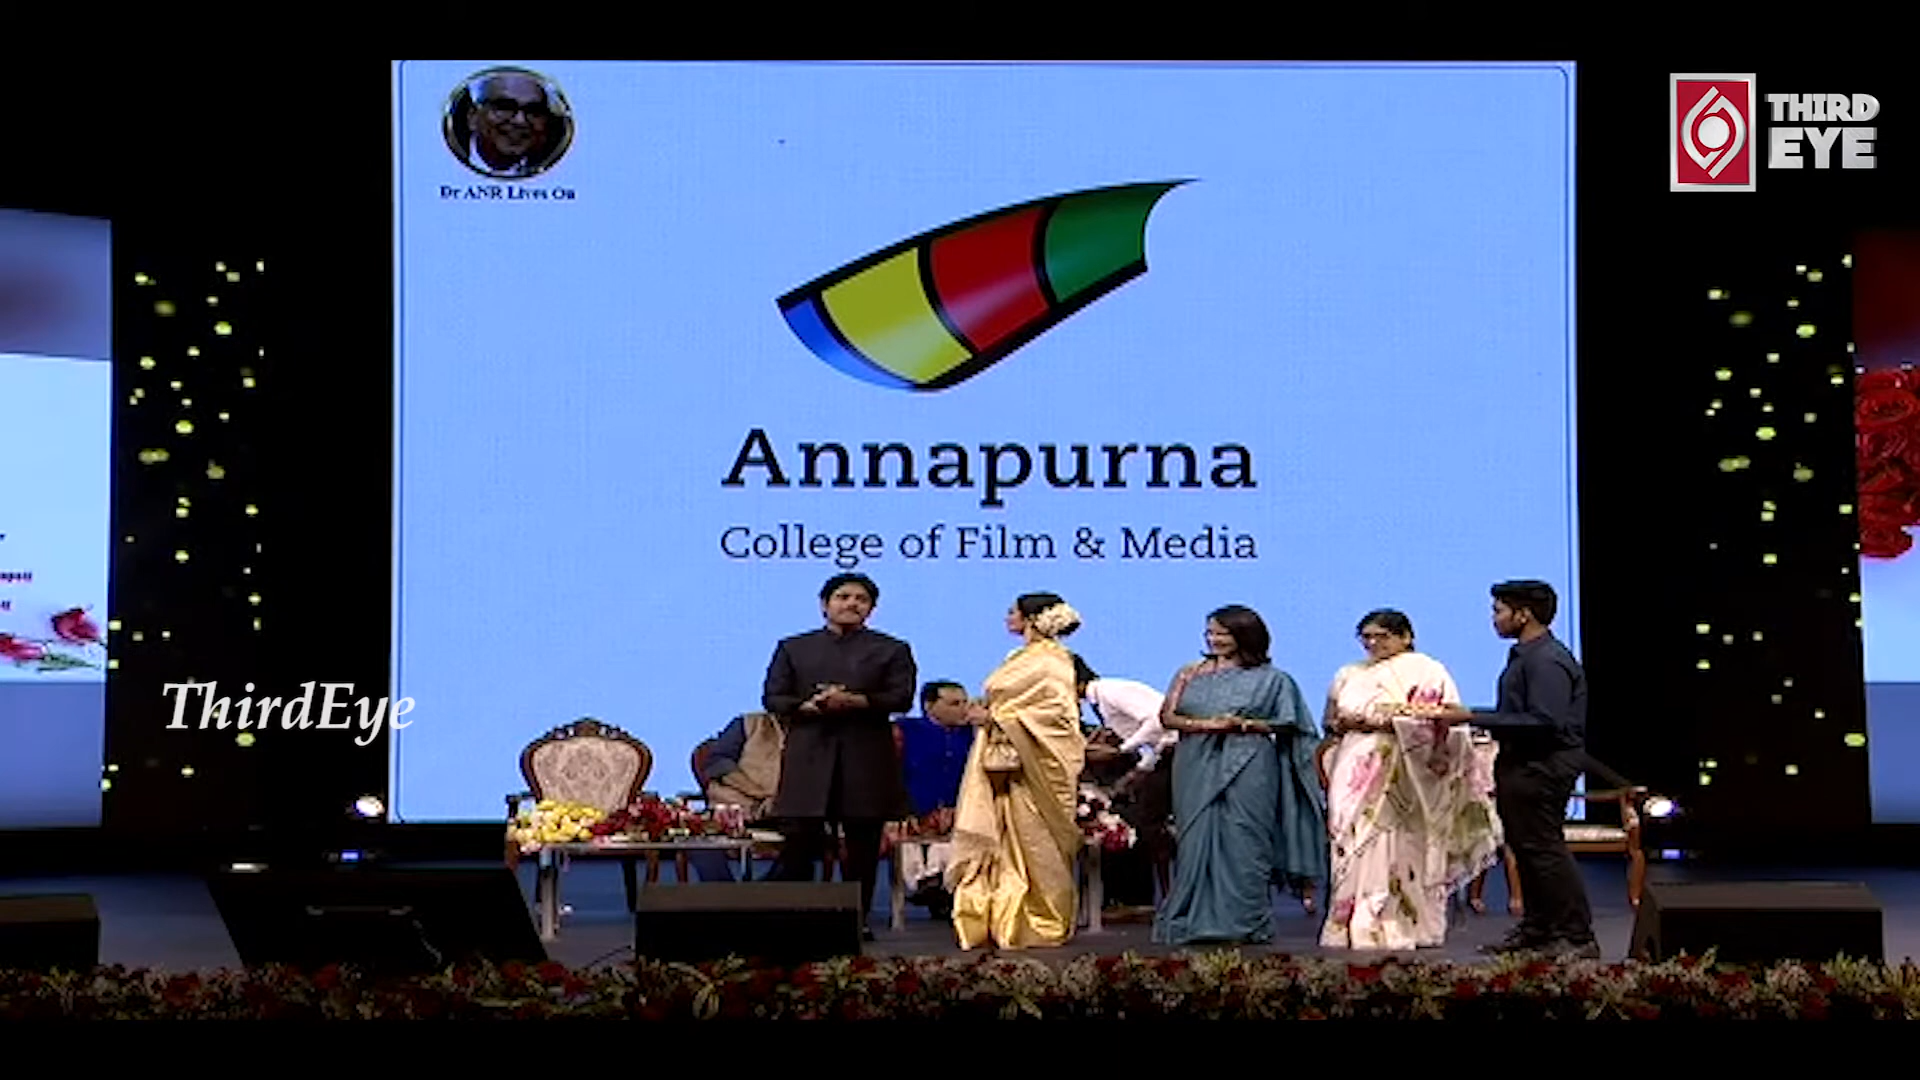 Dr ANR Lives On
THIRD
EYE
Annapurna
College of Film & Media
ThirdEye